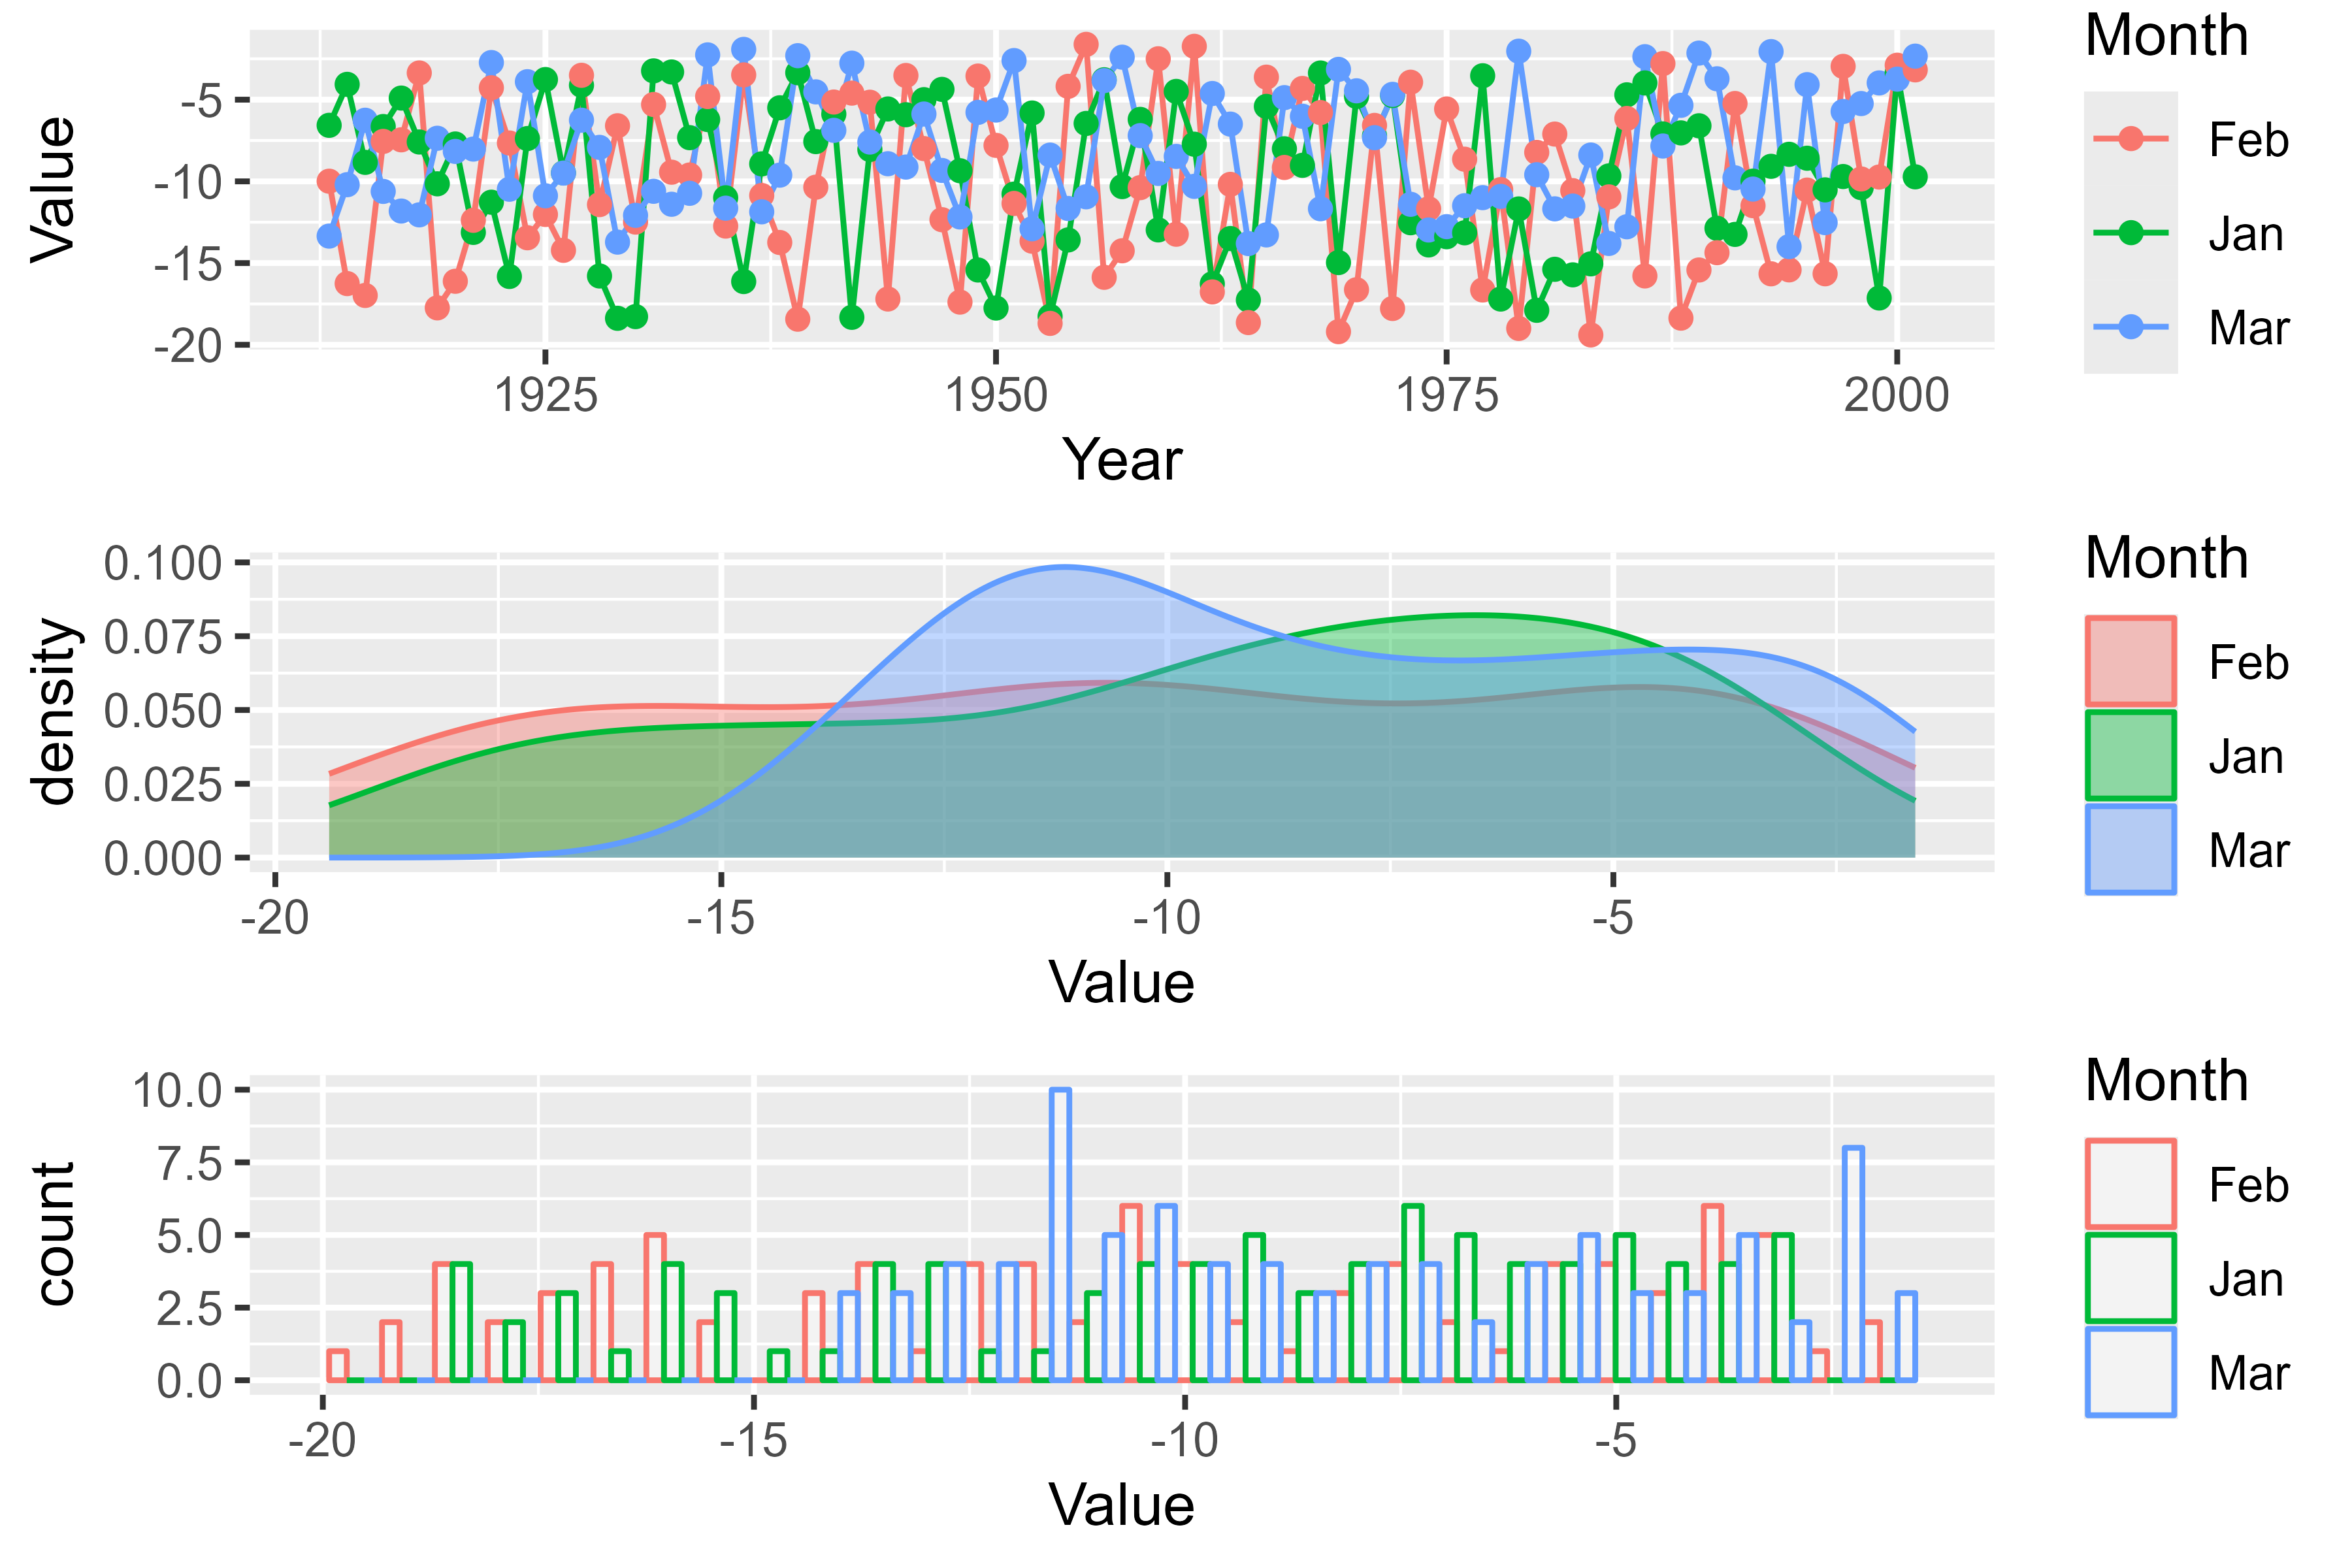 Value
-5
-10
-15
-20
1925 1950 1975 2000
Year
Month
Feb
Jan
Mar
density
0.100
0.075
0.050
0.025
0.000
-20 -15 -10 -5
Value
Month
Feb
Jan
Mar
count
10.0
7.5
5.0
2.5
0.0
-20 -15 -10 -5
Value
Month
Feb
Jan
Mar